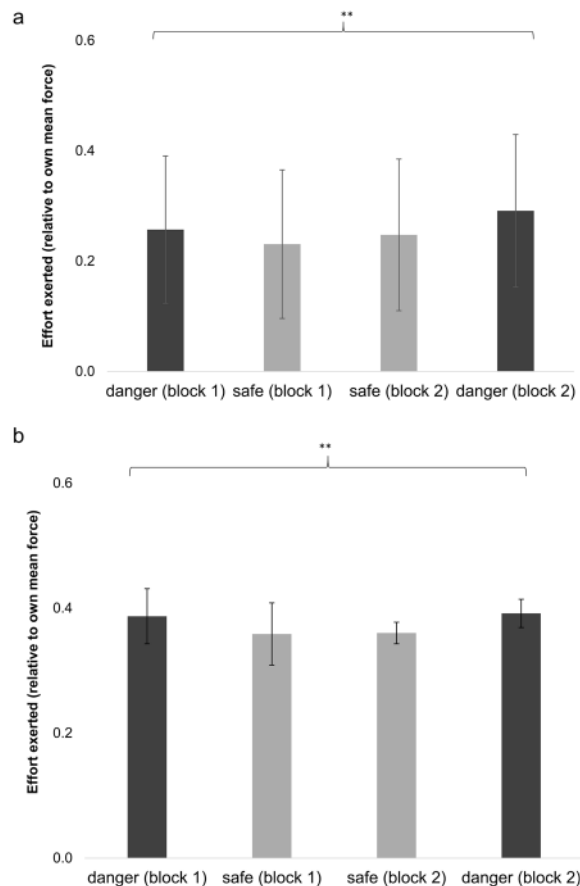 a
**
0.6
Effort exerted (relative to own mean force)
0.4
0.2
0.0
danger (block 1) safe (block 1) safe (block 2) danger (block 2)
b
**
0.6
Effort exerted (relative to own mean force)
0.4
0.2
0.0
danger (block 1) safe (block 1) safe (block 2) danger (block 2)